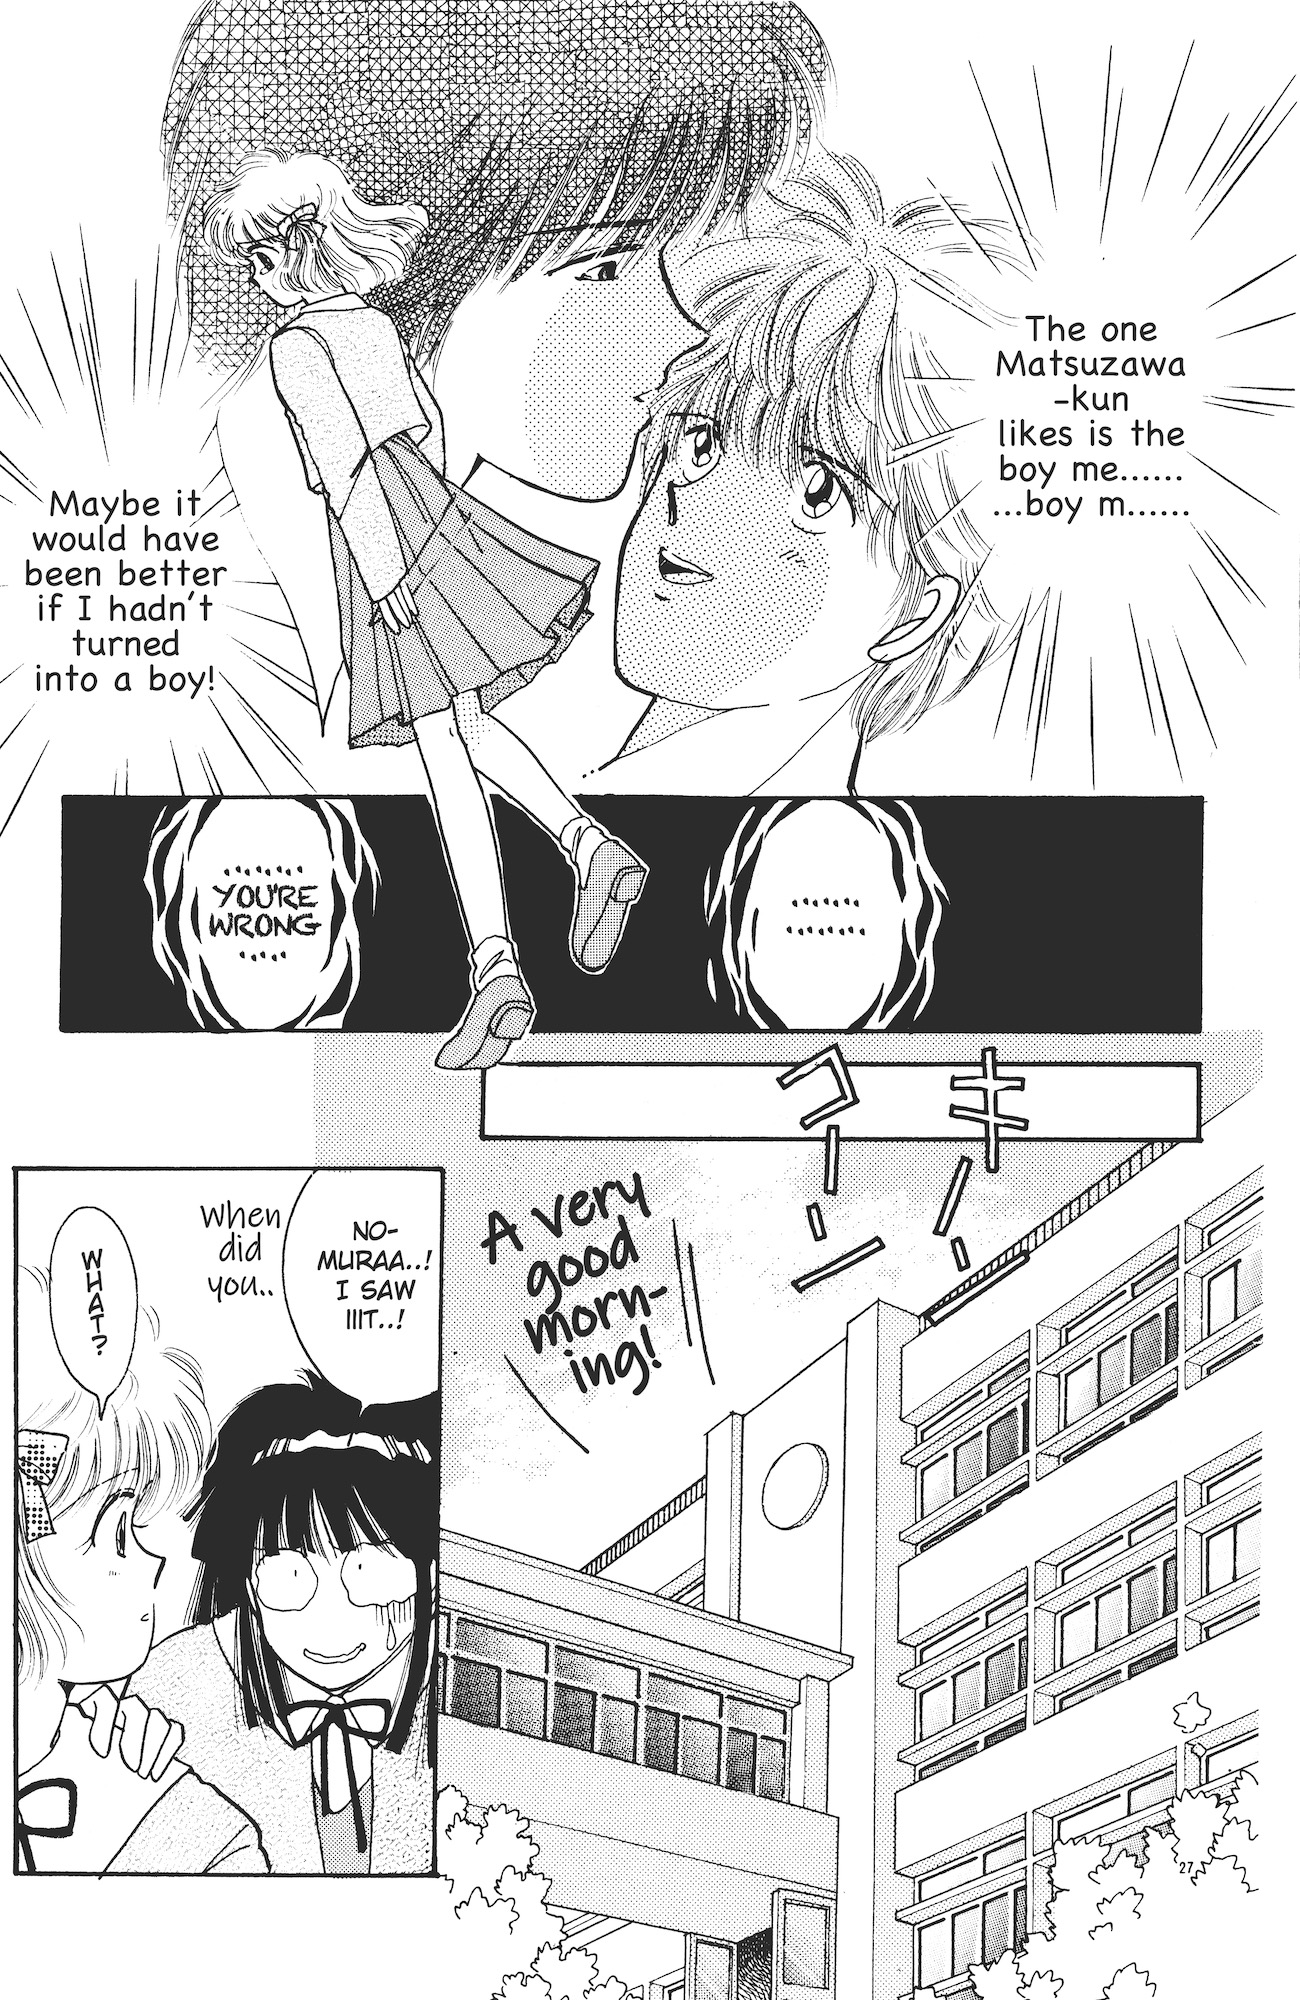 The one
Matsuzawa
-kun
likes is the
boy me......
...boy m......
Maybe it
would have
been better
if I hadn't
turned
into a boy!
.............
.......
YOU'RE
WRONG
.....
キーンコーン
A very
good
morn-
ing!
NO-
MURAA..!
I SAW
IIIT..!
When
did
you..
WHAT?
27